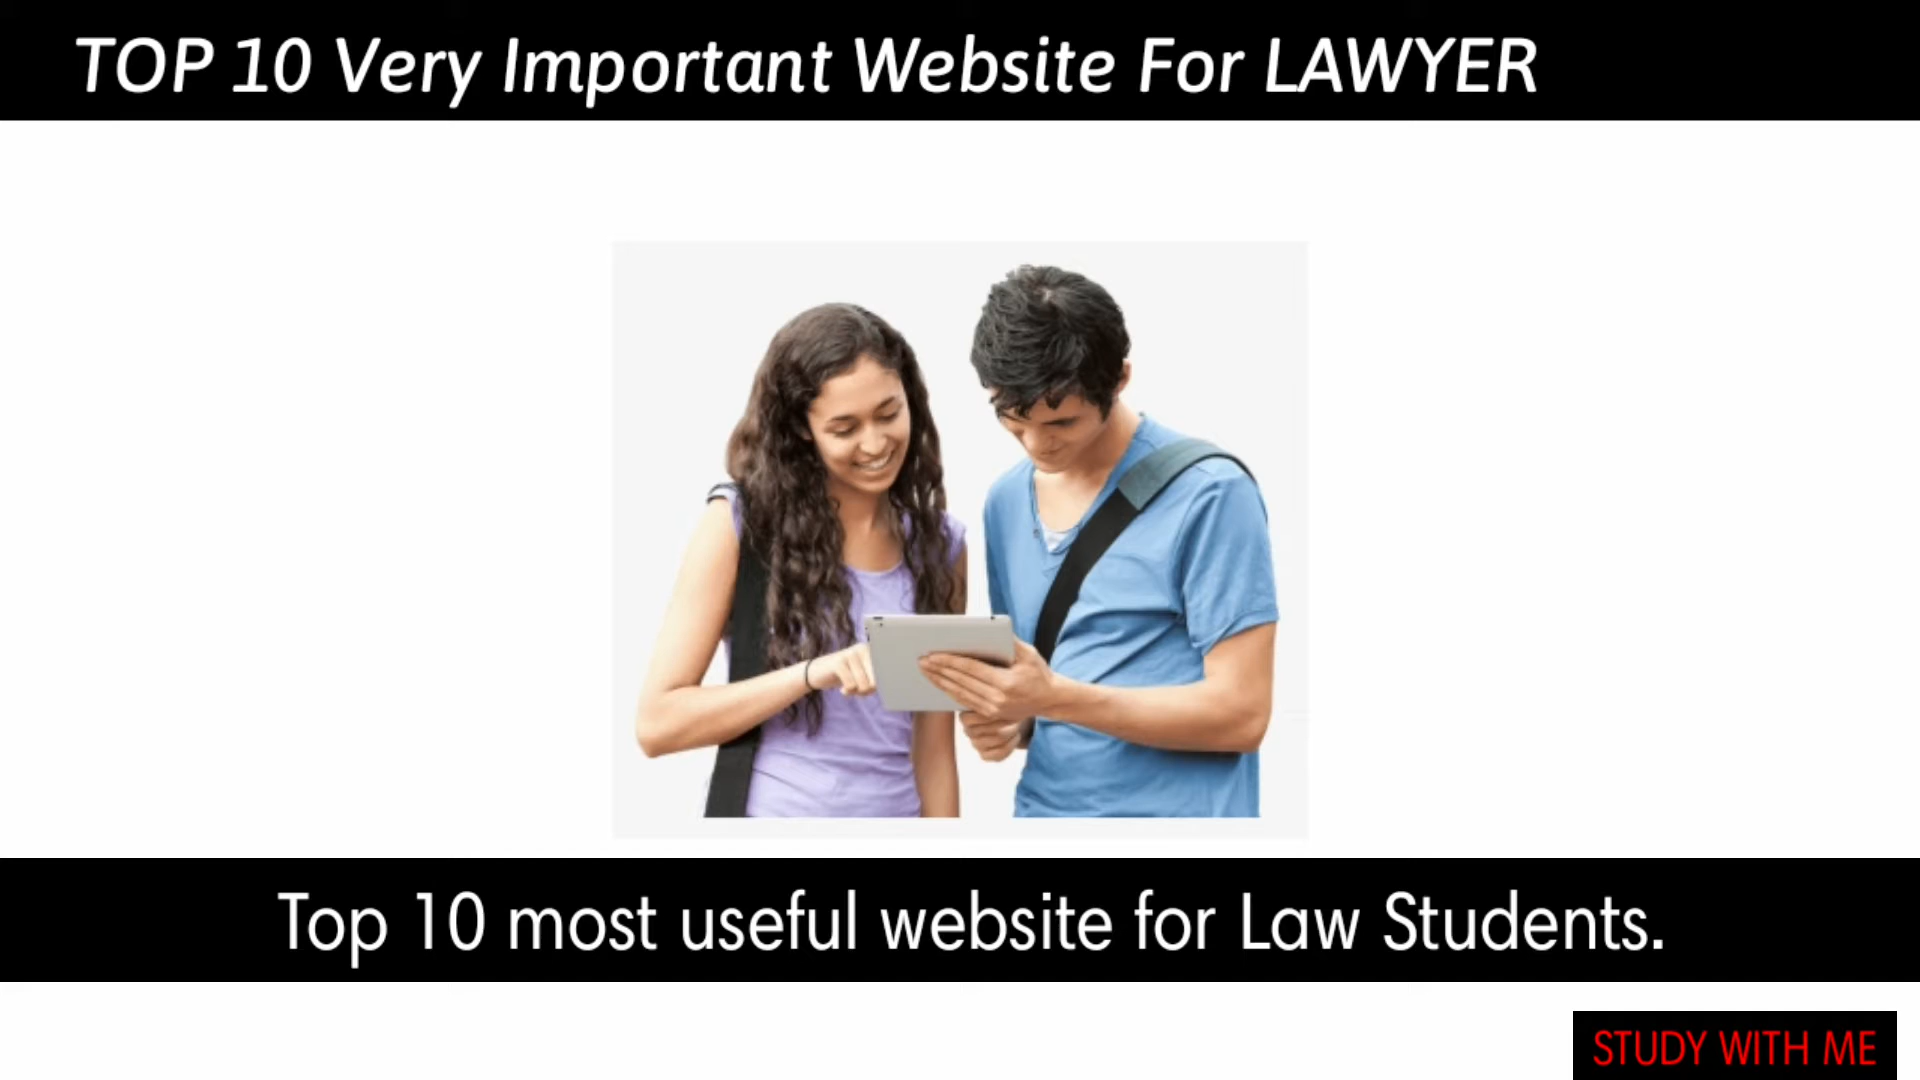 TOP 10 Very Important Website For LAWYER
Top 10 most useful website for Law Students.
STUDY WITH ME